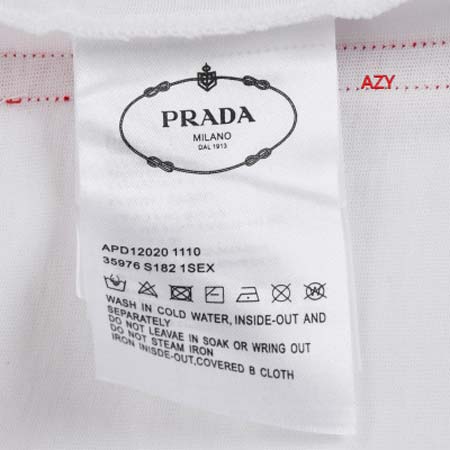 AZY
PRADA
MILANO
DAL 1913
APD12020 1110
35976 S182 1SEX
WASH IN COLD WATER, INSIDE-OUT AND
SEPARATELY
DO NOT LEAVAE IN SOAK OR WRING OUT
DO NOT STEAM IRON
IRON INISDE-OUT,COVERED B CLOTH